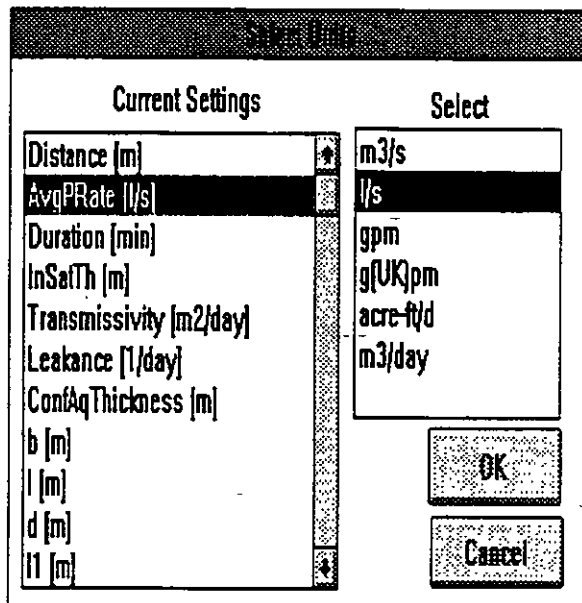 Select Units
Current Settings
Select
Distance [m]
AvgPRate [l/s]
Duration [min]
InSatTh [m]
Transmissivity [m2/day]
Leakance [1/day]
ConfAqThickness [m]
b [m]
l [m]
d [m]
l1 [m]
m3/s
l/s
gpm
g(UK)pm
acre-ft/d
m3/day
OK
Cancel